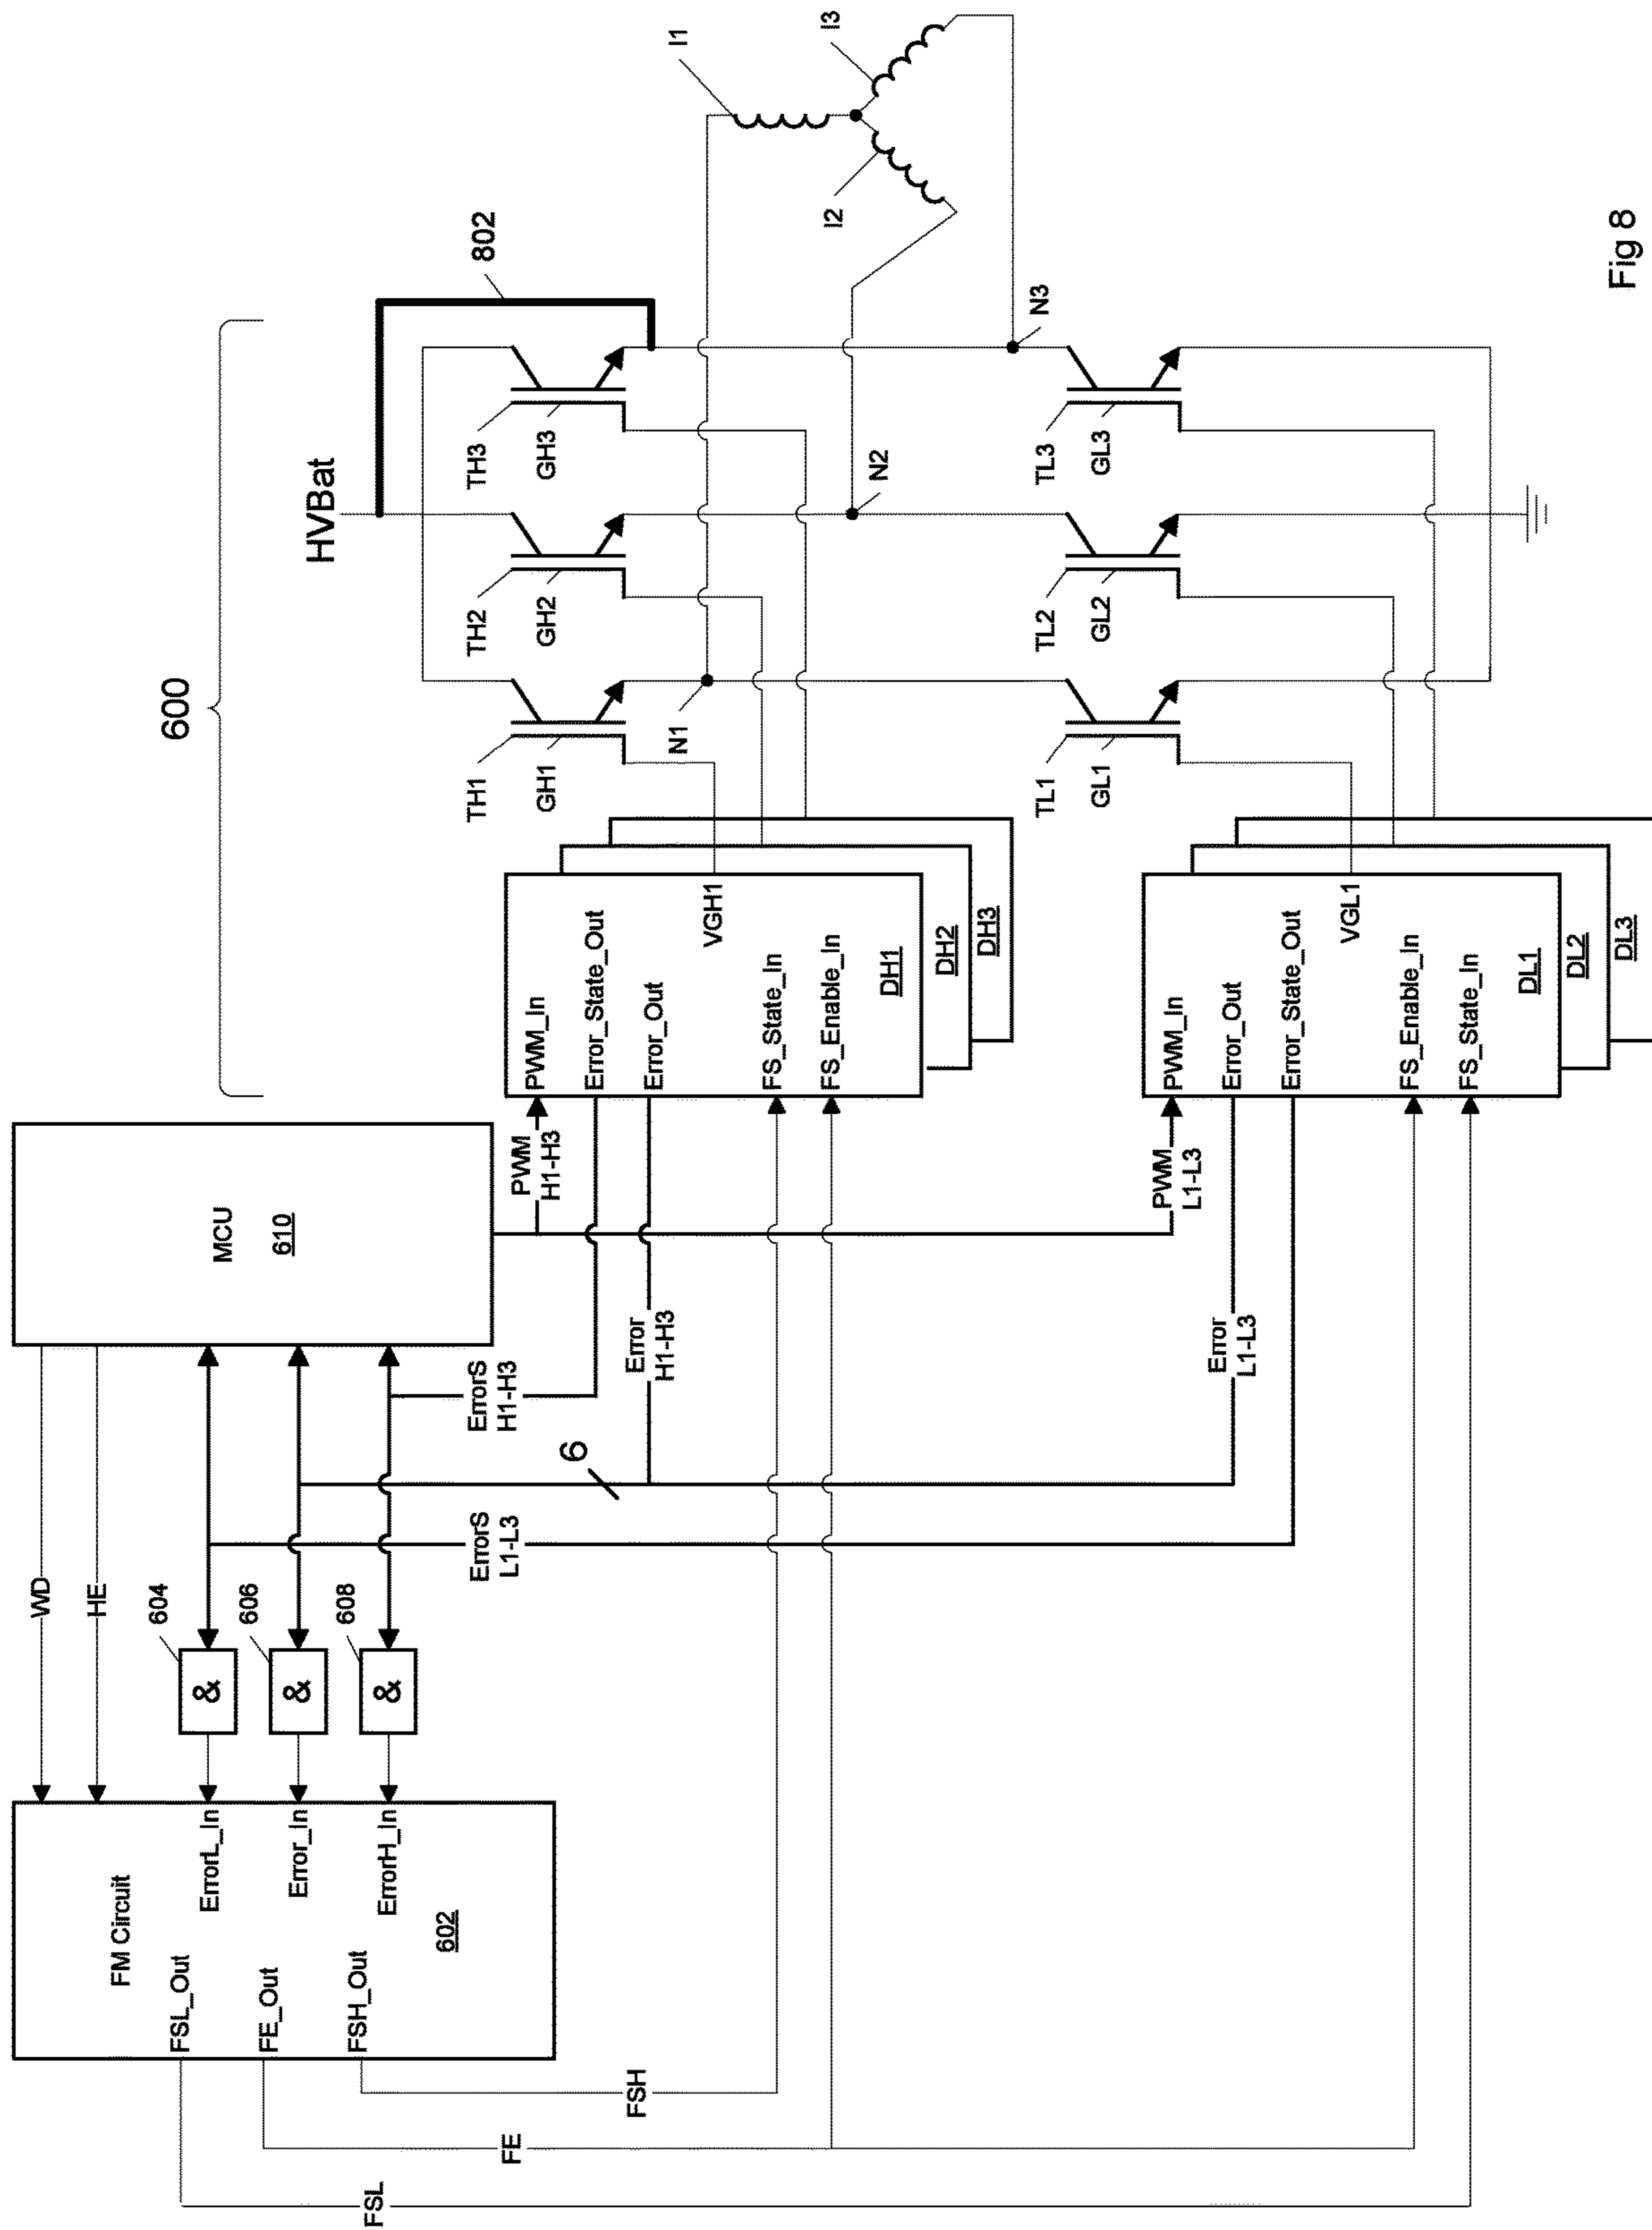 FM Circuit
FSL_Out
FE_Out
FSH_Out
ErrorL_In
Error_In
ErrorH_In
602
WD
HE
604
606
608
&
&
&
MCU
610
ErrorS
L1-L3
6
ErrorS
H1-H3
Error
H1-H3
Error
L1-L3
PWM
H1-H3
PWM
L1-L3
FSL
FE
FSH
600
PWM_In
Error_State_Out
Error_Out
VGH1
FS_State_In
FS_Enable_In
DH1
DH2
DH3
PWM_In
Error_Out
Error_State_Out
VGL1
FS_Enable_In
FS_State_In
DL1
DL2
DL3
HVBat
802
TH1
GH1
TH2
GH2
TH3
GH3
N1
N2
N3
TL1
GL1
TL2
GL2
TL3
GL3
I1
I2
I3
Fig 8